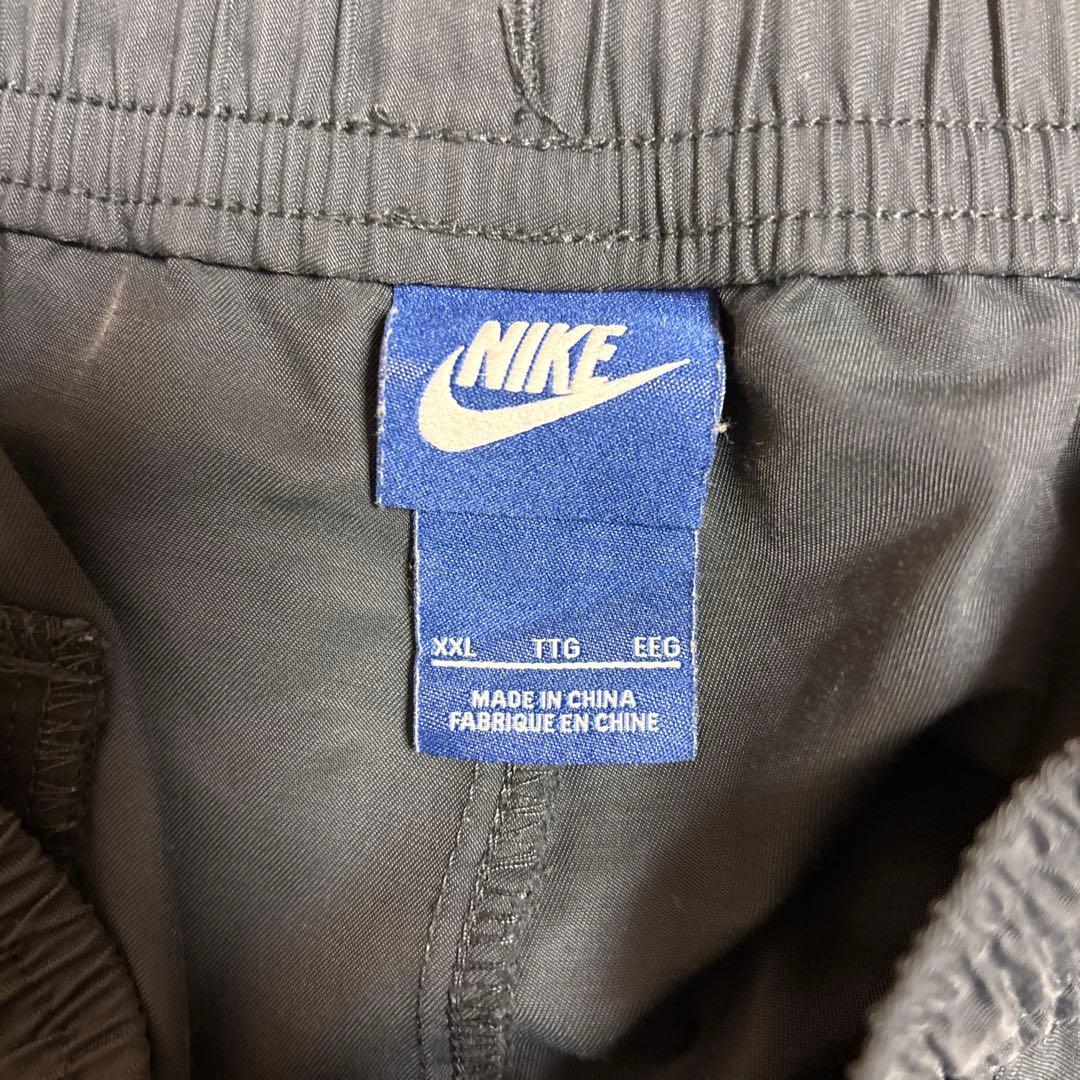 NIKE
XXL TTG EEG
MADE IN CHINA
FABRIQUE EN CHINE